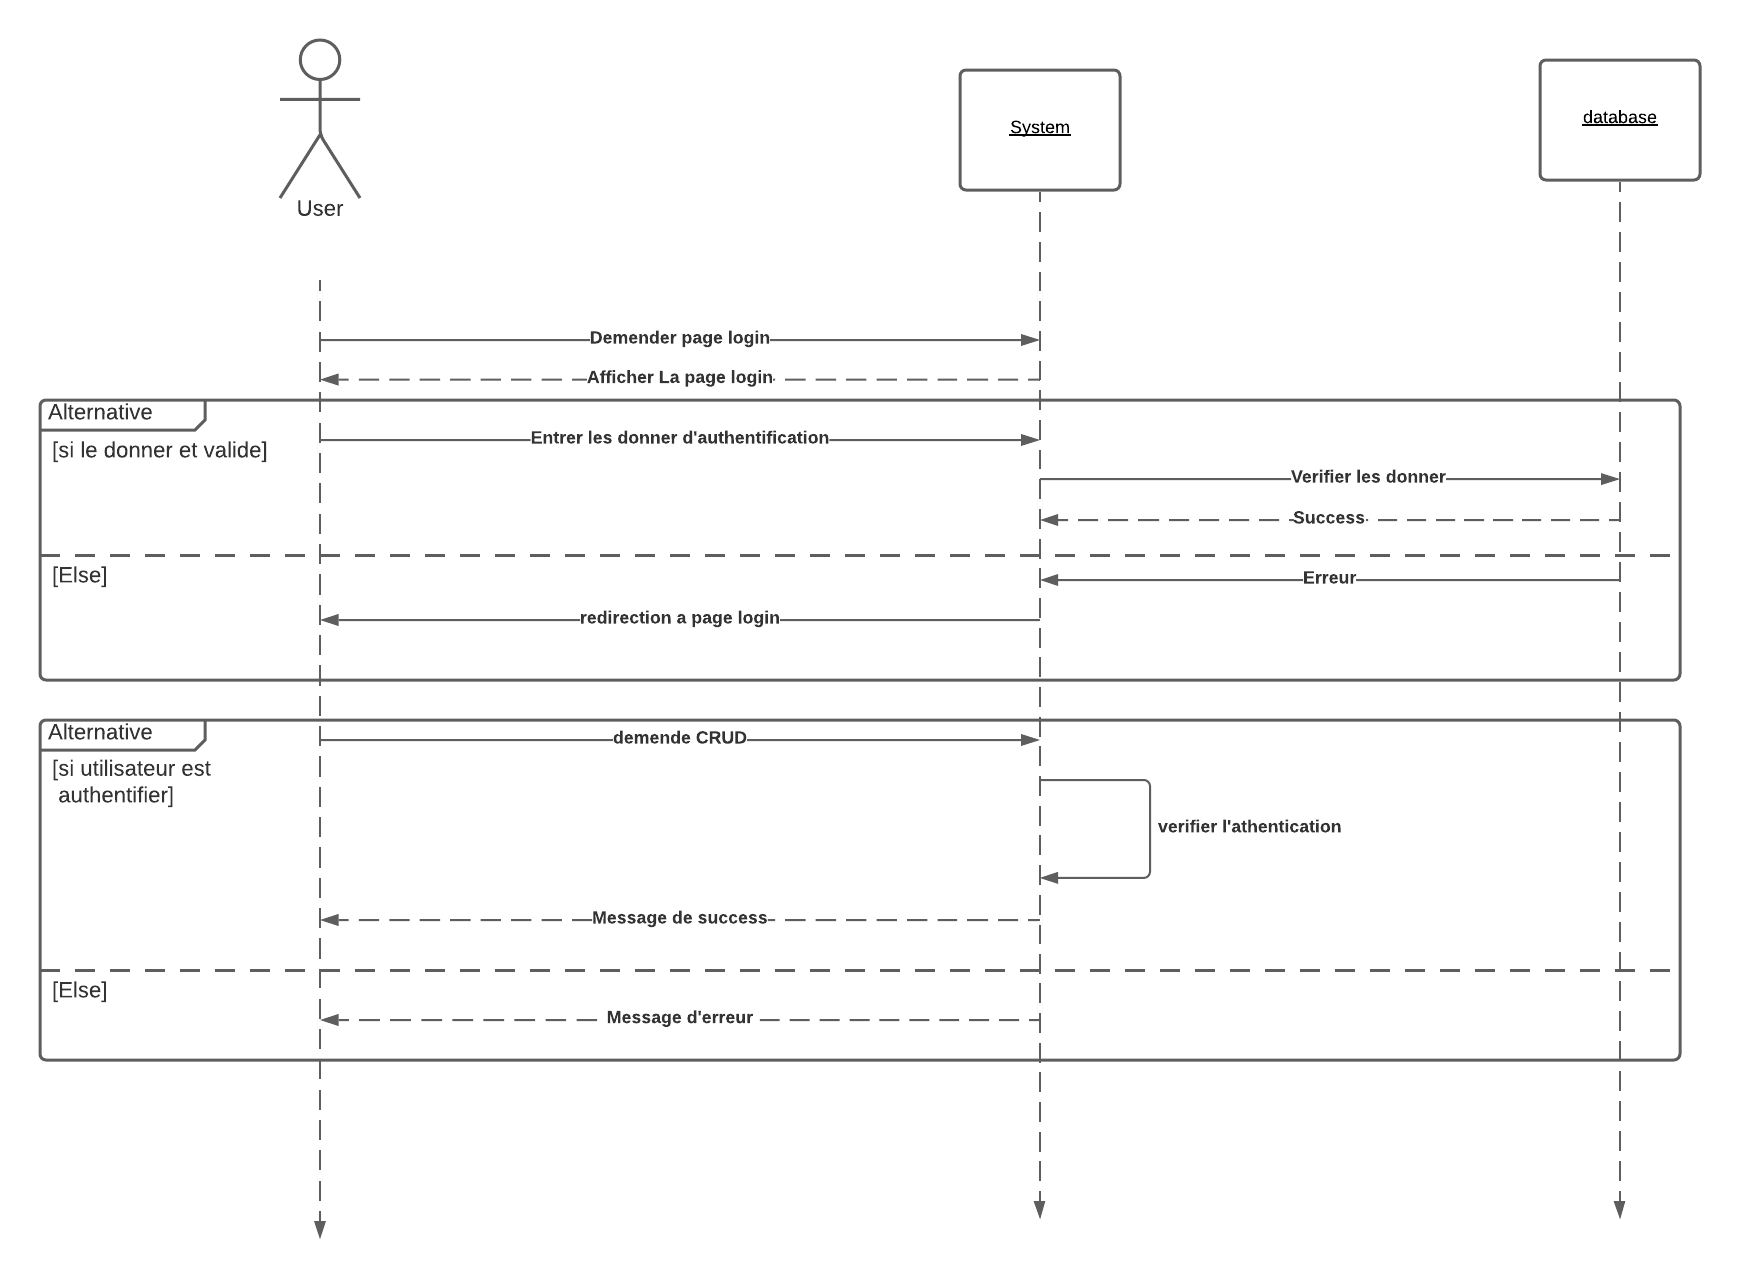 User
System
database
Demender page login
Afficher La page login
Alternative
[si le donner et valide]
Entrer les donner d'authentification
Verifier les donner
Success
[Else]
Erreur
redirection a page login
Alternative
demende CRUD
[si utilisateur est
authentifier]
verifier l'athentication
Message de success
[Else]
Message d'erreur